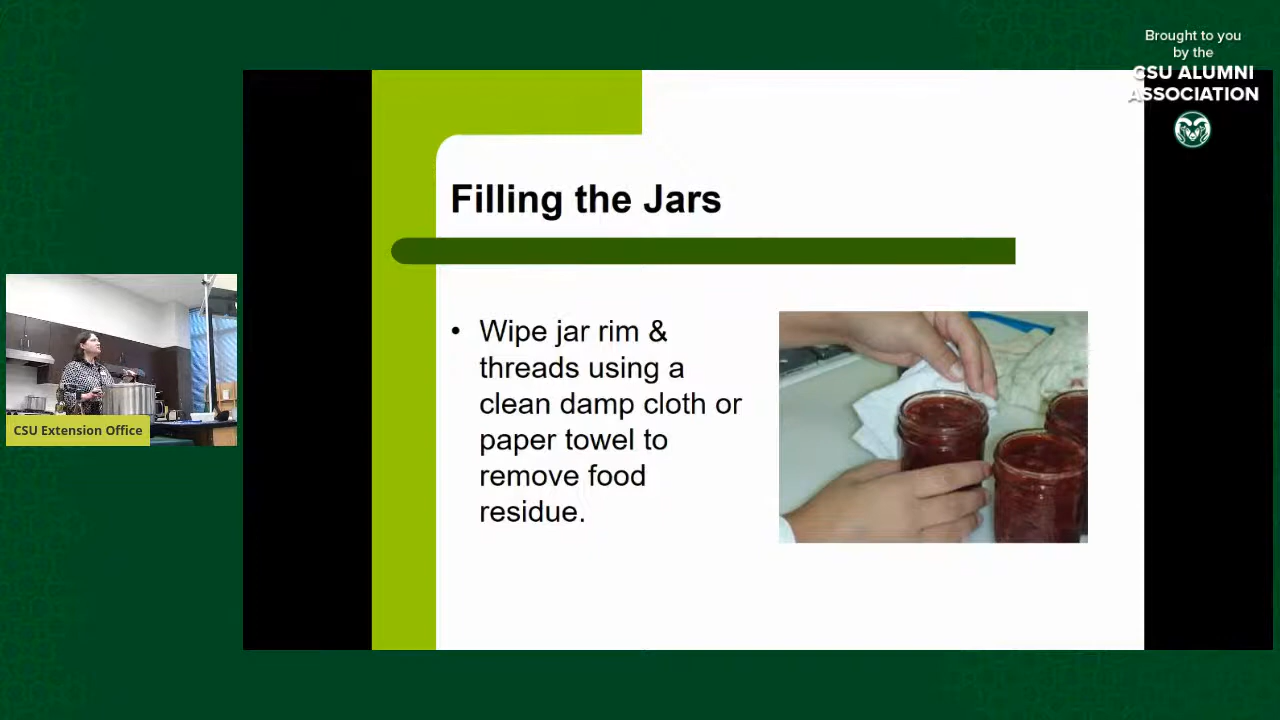 Brought to you
by the
CSU ALUMNI
ASSOCIATION
Filling the Jars
• Wipe jar rim &
threads using a
clean damp cloth or
paper towel to
remove food
residue.
CSU Extension Office